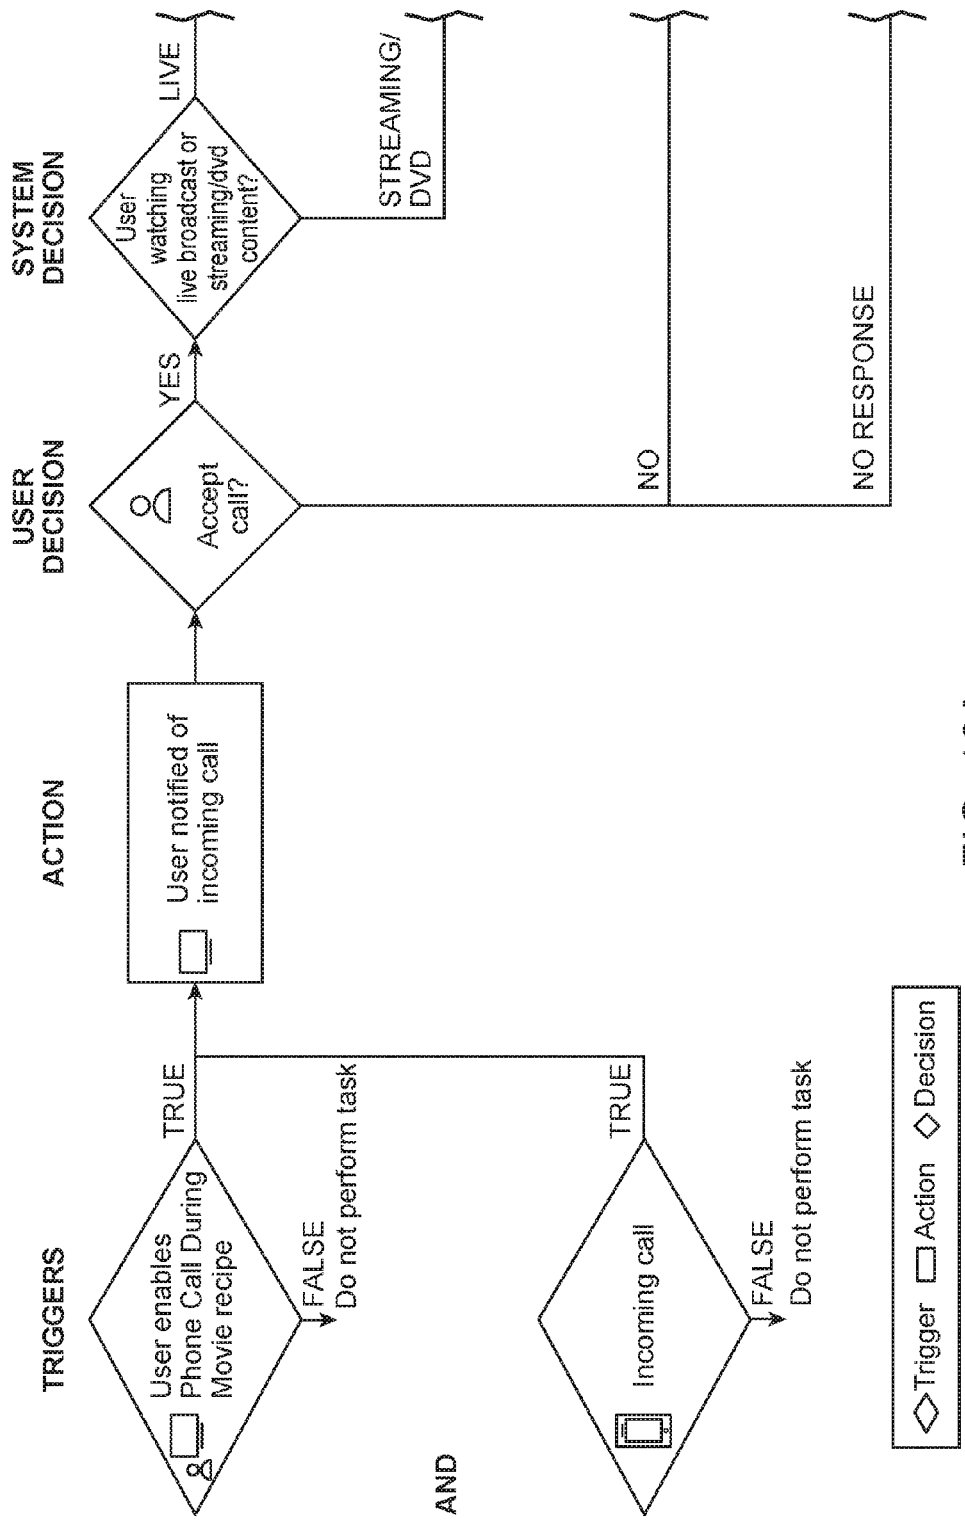 TRIGGERS
User enables
Phone Call During
Movie recipe
TRUE
FALSE
Do not perform task
AND
Incoming call
TRUE
FALSE
Do not perform task
ACTION
User notified of
incoming call
USER
DECISION
Accept
call?
YES
NO
NO RESPONSE
SYSTEM
DECISION
User
watching
live broadcast or
streaming/dvd
content?
LIVE
STREAMING/
DVD
Trigger Action Decision